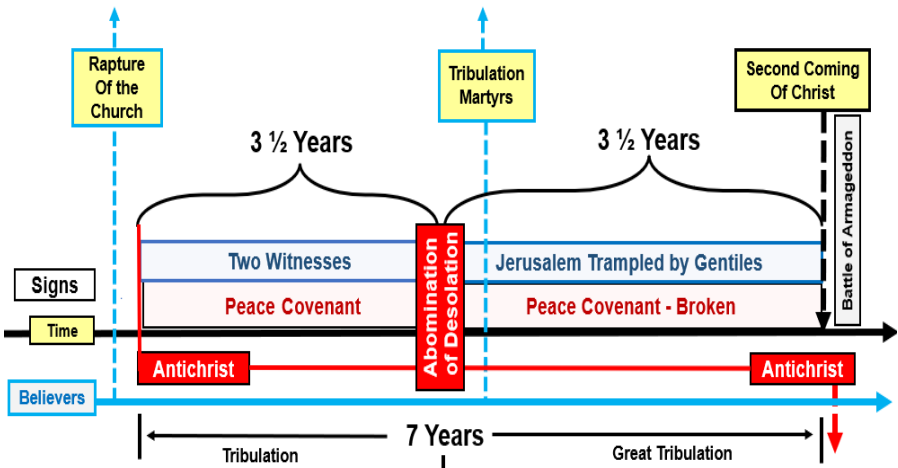 Rapture
Of the
Church
Tribulation
Martyrs
Second Coming
Of Christ
3 ½ Years
3 ½ Years
Battle of Armageddon
Abomination
of Desolation
Two Witnesses
Jerusalem Trampled by Gentiles
Signs
Peace Covenant
Peace Covenant - Broken
Time
Antichrist
Antichrist
Believers
7 Years
Tribulation
Great Tribulation